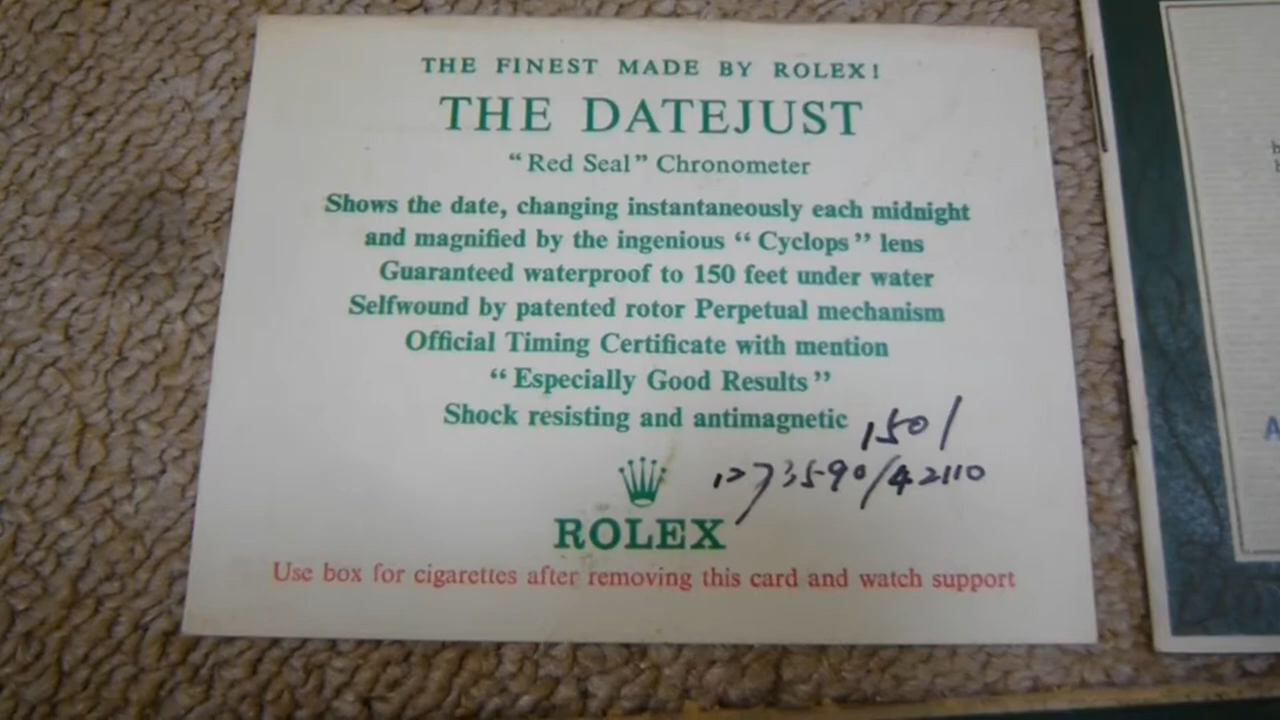 THE FINEST MADE BY ROLEX!
THE DATEJUST
“Red Seal” Chronometer
Shows the date, changing instantaneously each midnight
and magnified by the ingenious “ Cyclops ” lens
Guaranteed waterproof to 150 feet under water
Selfwound by patented rotor Perpetual mechanism
Official Timing Certificate with mention
“ Especially Good Results ”
Shock resisting and antimagnetic
1501
1273590/42110
ROLEX
Use box for cigarettes after removing this card and watch support